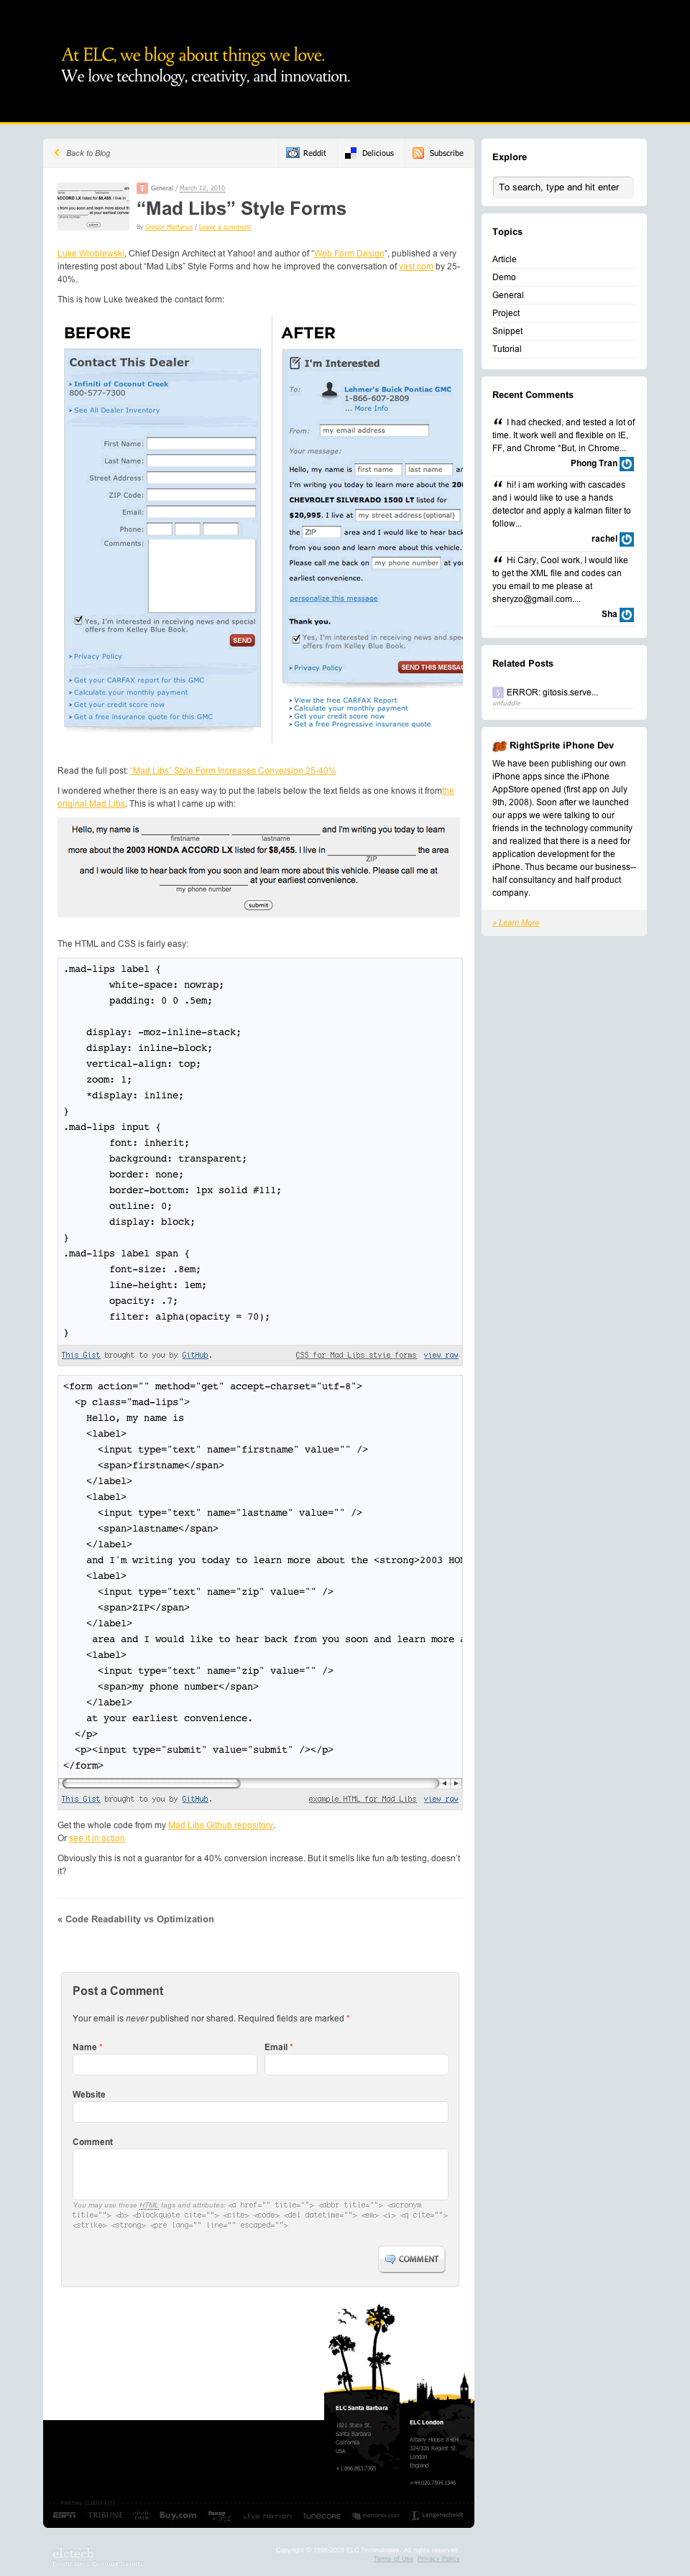 At ELC, we blog about things we love.
We love technology, creativity, and innovation.
Back to Blog
Reddit
Delicious
Subscribe
General / March 12, 2010
“Mad Libs” Style Forms
By Gregor Martynus / Leave a comment
Luke Wroblewski, Chief Design Architect at Yahoo! and author of "Web Form Design", published a very
interesting post about “Mad Libs” Style Forms and how he improved the conversation of vast.com by 25-
40%.
This is how Luke tweaked the contact form:
BEFORE
Contact This Dealer
Infiniti of Coconut Creek
800-577-7300
See All Dealer Inventory
First Name:
Last Name:
Street Address:
ZIP Code:
Email:
Phone:
Comments:
Yes, I'm interested in receiving news and special
offers from Kelley Blue Book.
SEND
Privacy Policy
Get your CARFAX report for this GMC
Calculate your monthly payment
Get your credit score now
Get a free insurance quote for this GMC
AFTER
I'm Interested
To:
Lehmer's Buick Pontiac GMC
1-866-607-2809
... More Info
From: my email address
Your message:
Hello, my name is first name last name an
I'm writing you today to learn more about the 200
CHEVROLET SILVERADO 1500 LT listed for
$20,995. I live at my street address (optional)
the ZIP area and I would like to hear back
from you soon and learn more about this vehicle.
Please call me back on my phone number at you
earliest convenience.
personalize this message
Thank you.
Yes, I'm interested in receiving news and spec
offers from Kelley Blue Book.
Privacy Policy
SEND THIS MESSAG
View the free CARFAX Report
Calculate your monthly payment
Get your credit score now
Get a free Progressive insurance quote
Read the full post: “Mad Libs” Style Form Increases Conversion 25-40%
I wondered whether there is an easy way to put the labels below the text fields as one knows it fromthe
original Mad Libs. This is what I came up with:
Hello, my name is and I'm writing you today to learn
firstname lastname
more about the 2003 HONDA ACCORD LX listed for $8,455. I live in the area
ZIP
and I would like to hear back from you soon and learn more about this vehicle. Please call me at
at your earliest convenience.
my phone number
submit
The HTML and CSS is fairly easy:
.mad-lips label {
white-space: nowrap;
padding: 0 0 .5em;
display: -moz-inline-stack;
display: inline-block;
vertical-align: top;
zoom: 1;
*display: inline;
}
.mad-lips input {
font: inherit;
background: transparent;
border: none;
border-bottom: 1px solid #111;
outline: 0;
display: block;
}
.mad-lips label span {
font-size: .8em;
line-height: 1em;
opacity: .7;
filter: alpha(opacity = 70);
}
This Gist brought to you by GitHub.
CSS for Mad Libs style forms view raw
<form action="" method="get" accept-charset="utf-8">
<p class="mad-lips">
Hello, my name is
<label>
<input type="text" name="firstname" value="" />
<span>firstname</span>
</label>
<label>
<input type="text" name="lastname" value="" />
<span>lastname</span>
</label>
and I'm writing you today to learn more about the <strong>2003 HON
<label>
<input type="text" name="zip" value="" />
<span>ZIP</span>
</label>
area and I would like to hear back from you soon and learn more a
<label>
<input type="text" name="zip" value="" />
<span>my phone number</span>
</label>
at your earliest convenience.
</p>
<p><input type="submit" value="submit" /></p>
</form>
This Gist brought to you by GitHub.
example HTML for Mad Libs view raw
Get the whole code from my Mad Libs Github repository.
Or see it in action
Obviously this is not a guarantor for a 40% conversion increase. But it smells like fun a/b testing, doesn't
it?
« Code Readability vs Optimization
Post a Comment
Your email is never published nor shared. Required fields are marked *
Name *
Email *
Website
Comment
You may use these HTML tags and attributes: <a href="" title=""> <abbr title=""> <acronym
title=""> <b> <blockquote cite=""> <cite> <code> <del datetime=""> <em> <i> <q cite="">
<strike> <strong> <pre lang="" line="" escaped="">
COMMENT
Explore
To search, type and hit enter
Topics
Article
Demo
General
Project
Snippet
Tutorial
Recent Comments
“ I had checked, and tested a lot of
time. It work well and flexible on IE,
FF, and Chrome *But, in Chrome...
Phong Tran
“ hi! i am working with cascades
and i would like to use a hands
detector and apply a kalman filter to
follow...
rachel
“ Hi Cary, Cool work, I would like
to get the XML file and codes can
you email to me please at
sheryzo@gmail.com....
Sha
Related Posts
ERROR: gitosis.serve...
unfuddle
RightSprite iPhone Dev
We have been publishing our own
iPhone apps since the iPhone
AppStore opened (first app on July
9th, 2008). Soon after we launched
our apps we were talking to our
friends in the technology community
and realized that there is a need for
application development for the
iPhone. Thus became our business--
half consultancy and half product
company.
» Learn More
ELC Santa Barbara
1921 State St.
Santa Barbara
California
USA
+1.866.863.7365
ELC London
Albany House #404
324/326 Regent St.
London
England
+44.020.7504.1346
PARTIAL CLIENT LIST
ESPN
TRIBUNE
Buy.com
LIVE NATION
TUNECORE
memorix.com
Langenscheidt
elctech
Copyright © 1999-2009 ELC Technologies. All rights reserved.
Terms of Use Privacy Policy